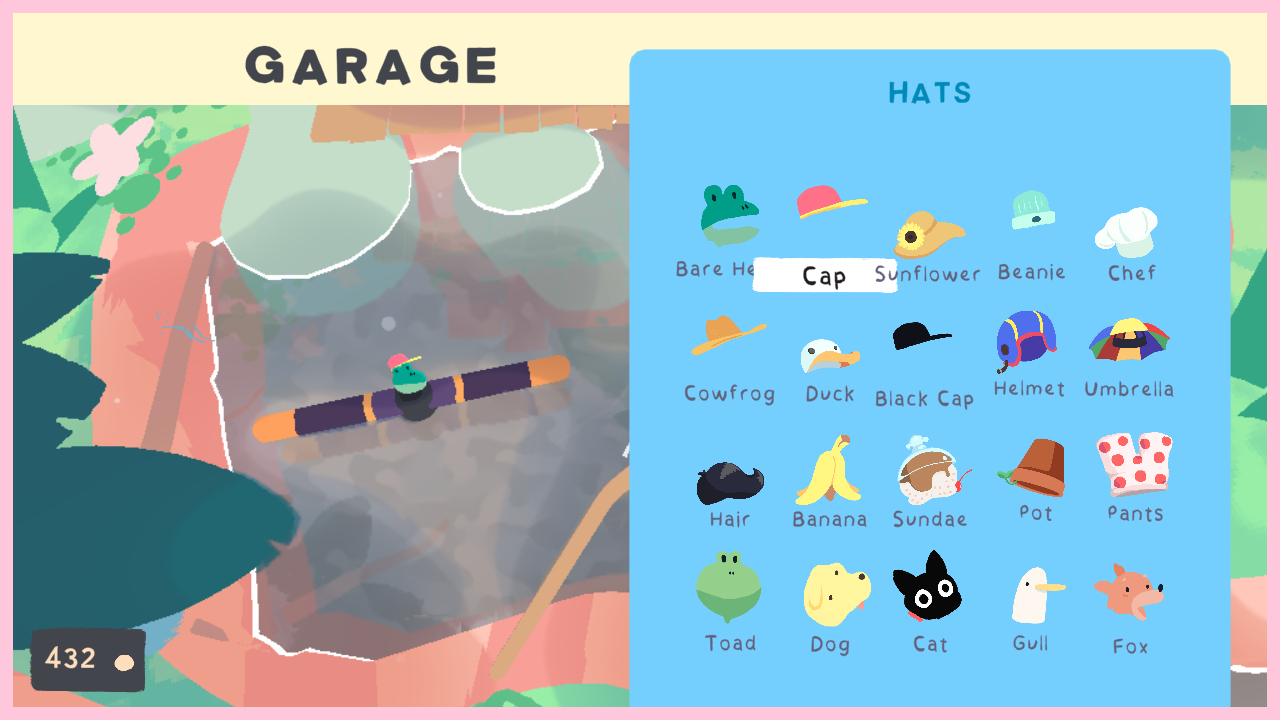 GARAGE
HATS
Bare He
Cap
Sunflower
Beanie
Chef
Cowfrog
Duck
Black Cap
Helmet
Umbrella
Hair
Banana
Sundae
Pot
Pants
Toad
Dog
Cat
Gull
Fox
432